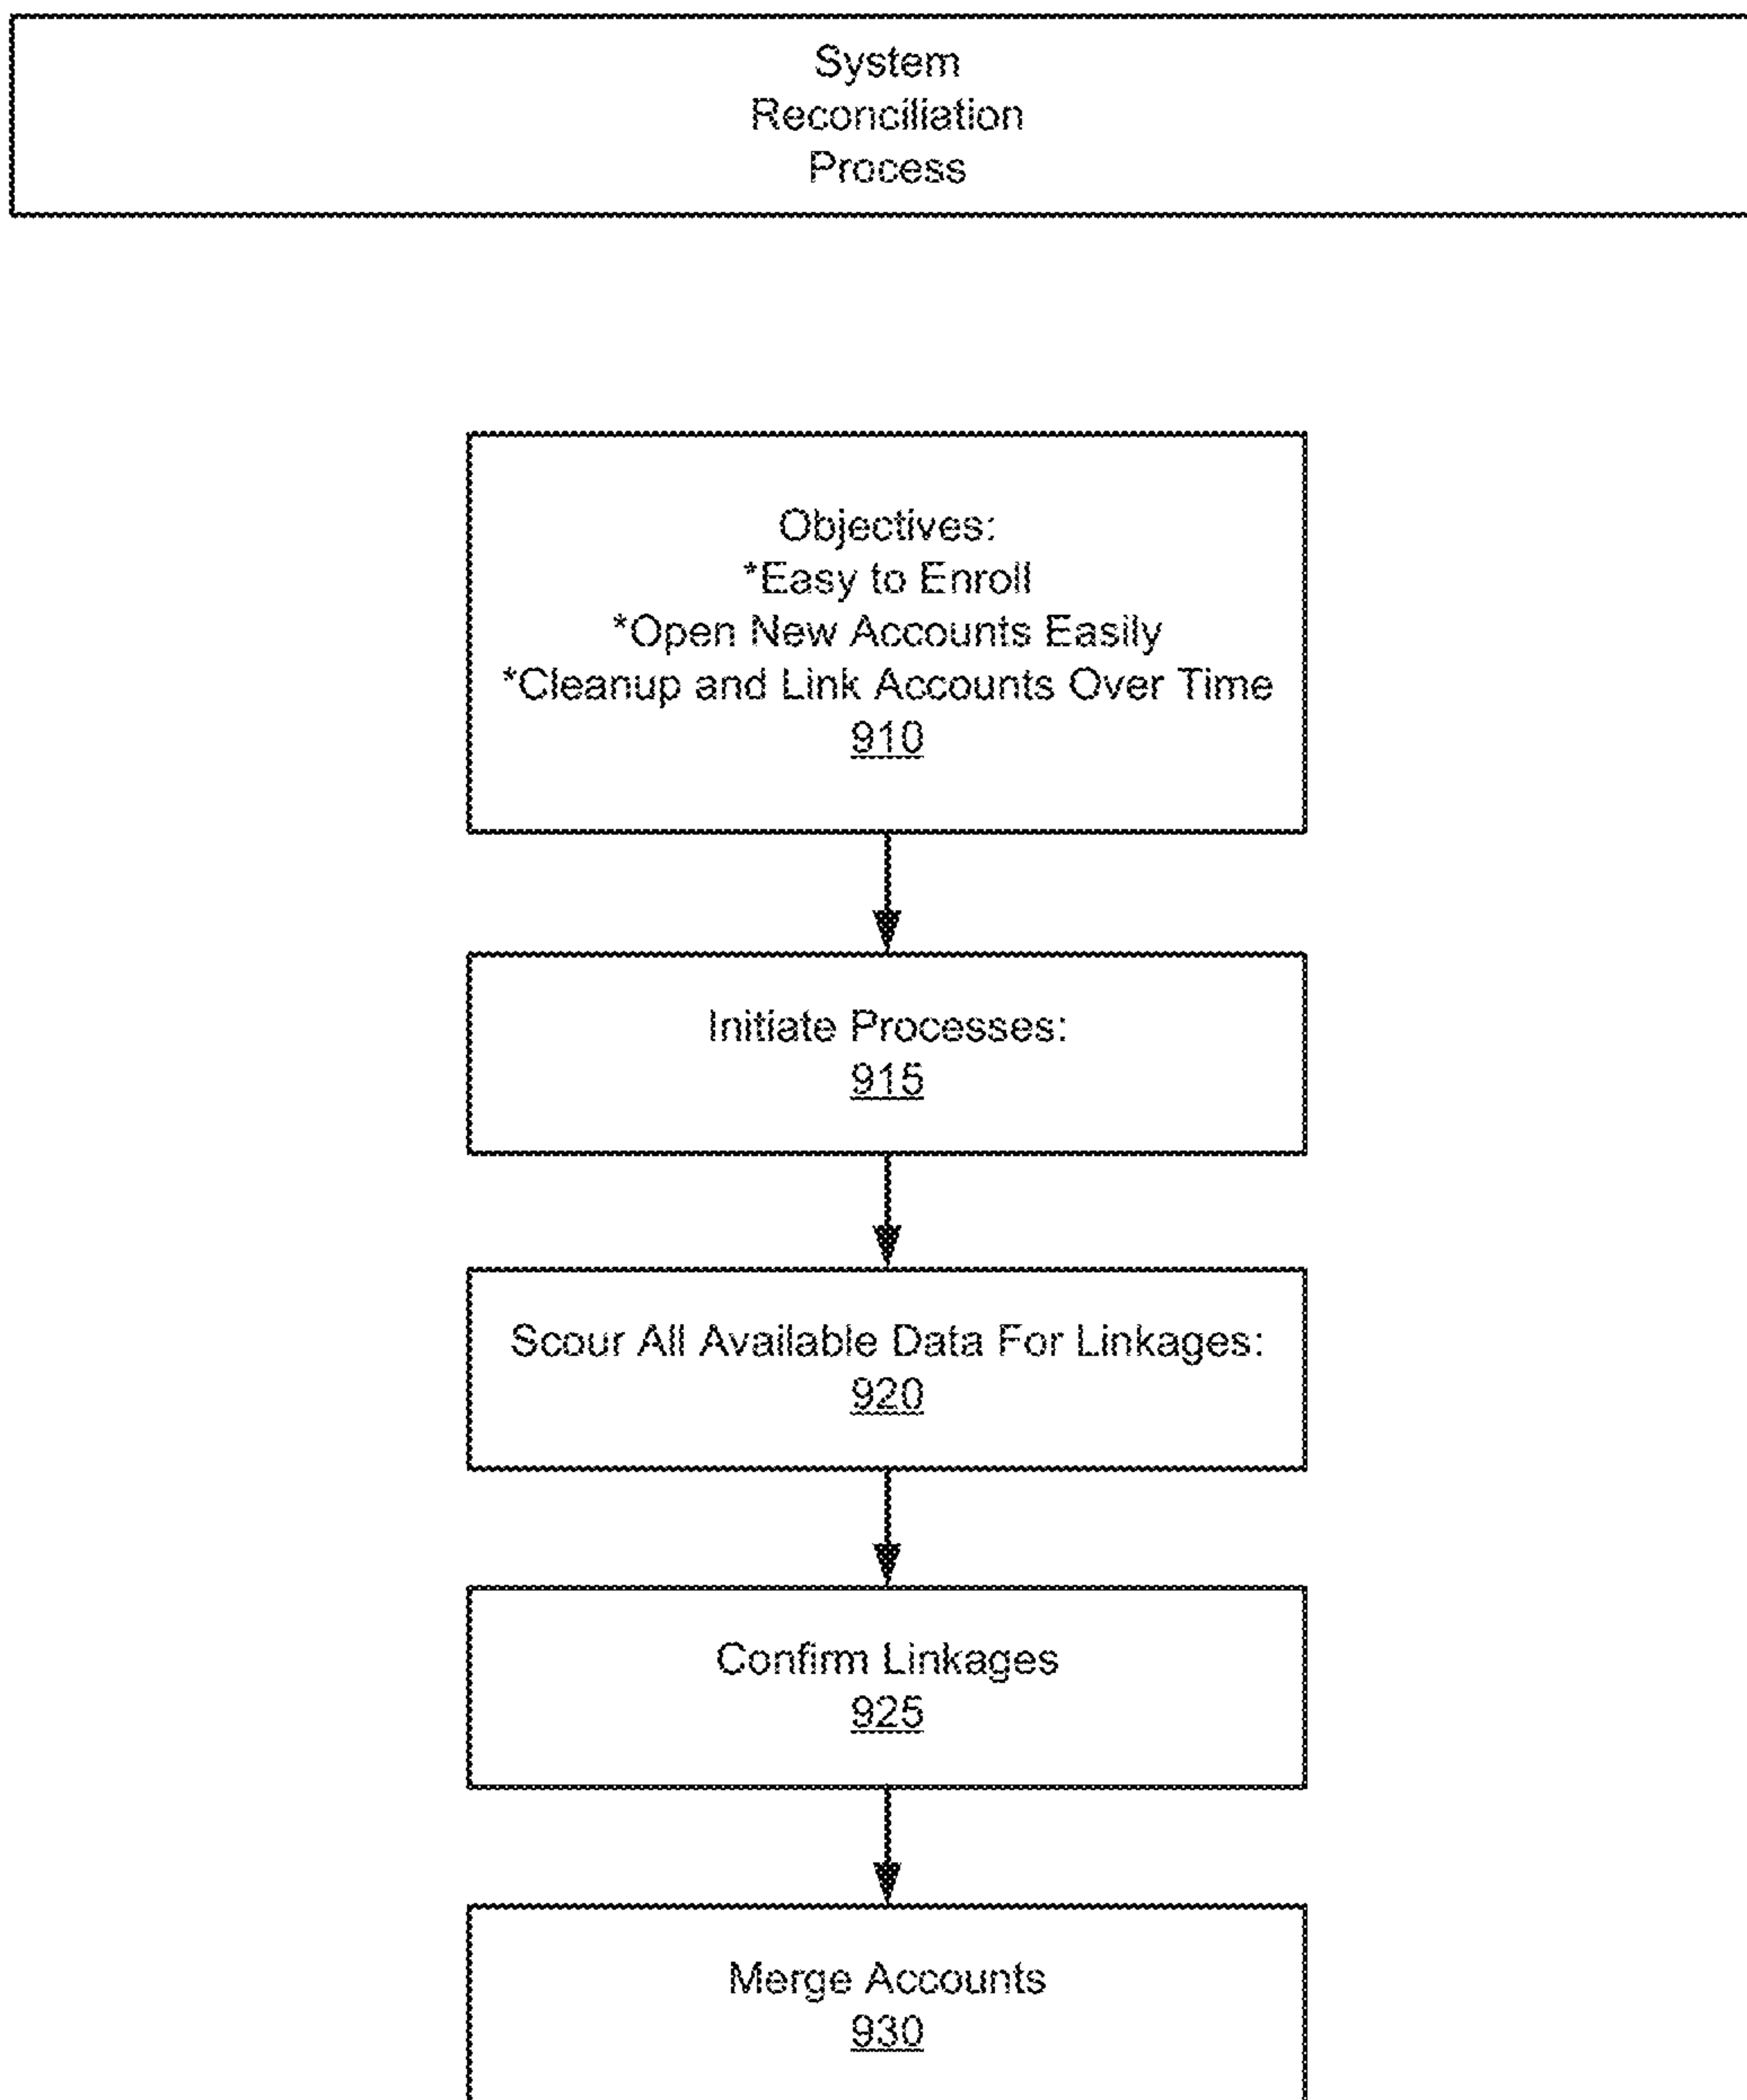 System
Reconciliation
Process
Objectives:
*Easy to Enroll
*Open New Accounts Easily
*Cleanup and Link Accounts Over Time
910
Initiate Processes:
915
Scour All Available Data For Linkages:
920
Confirm Linkages
925
Merge Accounts
930